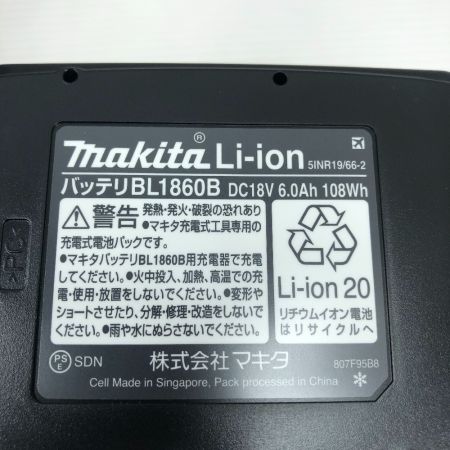 makita® Li-ion 5INR19/66-2
バッテリBL1860B DC18V 6.0Ah 108Wh
⚠警告 発熱・発火・破裂の恐れあり
●マキタ充電式工具専用の
充電式電池パックです。
●マキタバッテリBL1860B用充電器で充電
してください。●火中投入、加熱、高温での充
電・使用・放置をしないでください。●変形や
ショートさせたり、分解・修理・改造をしないで
ください。●雨や水にぬらさないでください。
Li-ion 20
リチウムイオン電池
はリサイクルへ
PSE SDN 株式会社 マキタ 807F95B8
Cell Made in Singapore, Pack processed in China